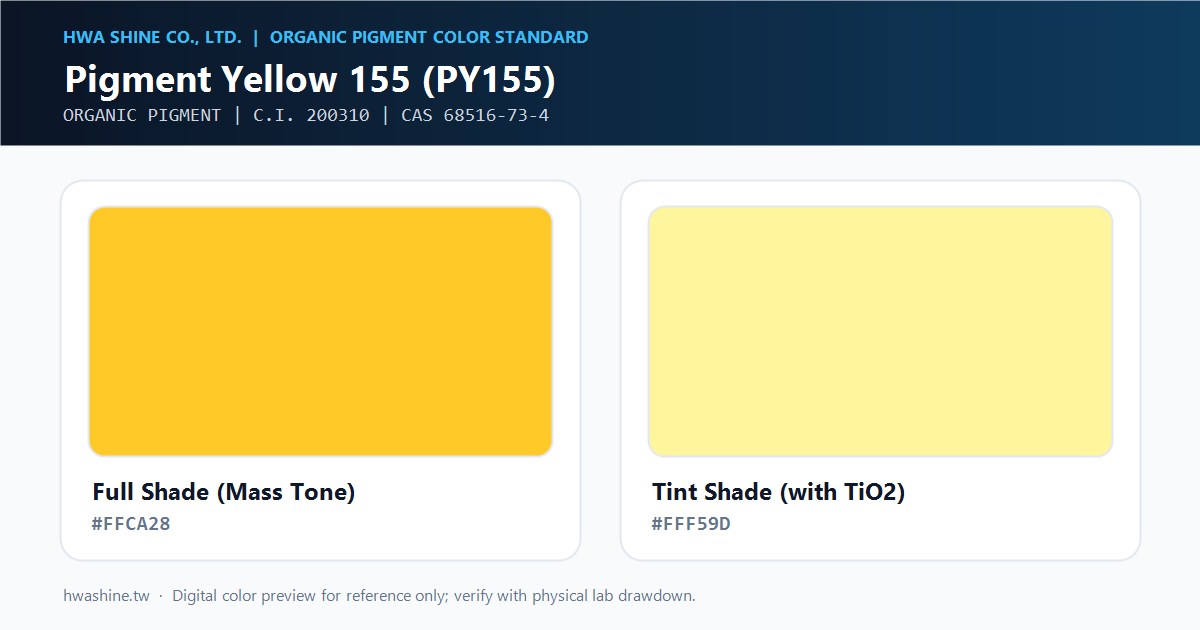 HWA SHINE CO., LTD. | ORGANIC PIGMENT COLOR STANDARD
Pigment Yellow 155 (PY155)
ORGANIC PIGMENT | C.I. 200310 | CAS 68516-73-4
Full Shade (Mass Tone)
#FFCA28
Tint Shade (with TiO2)
#FFF59D
hwashine.tw · Digital color preview for reference only; verify with physical lab drawdown.